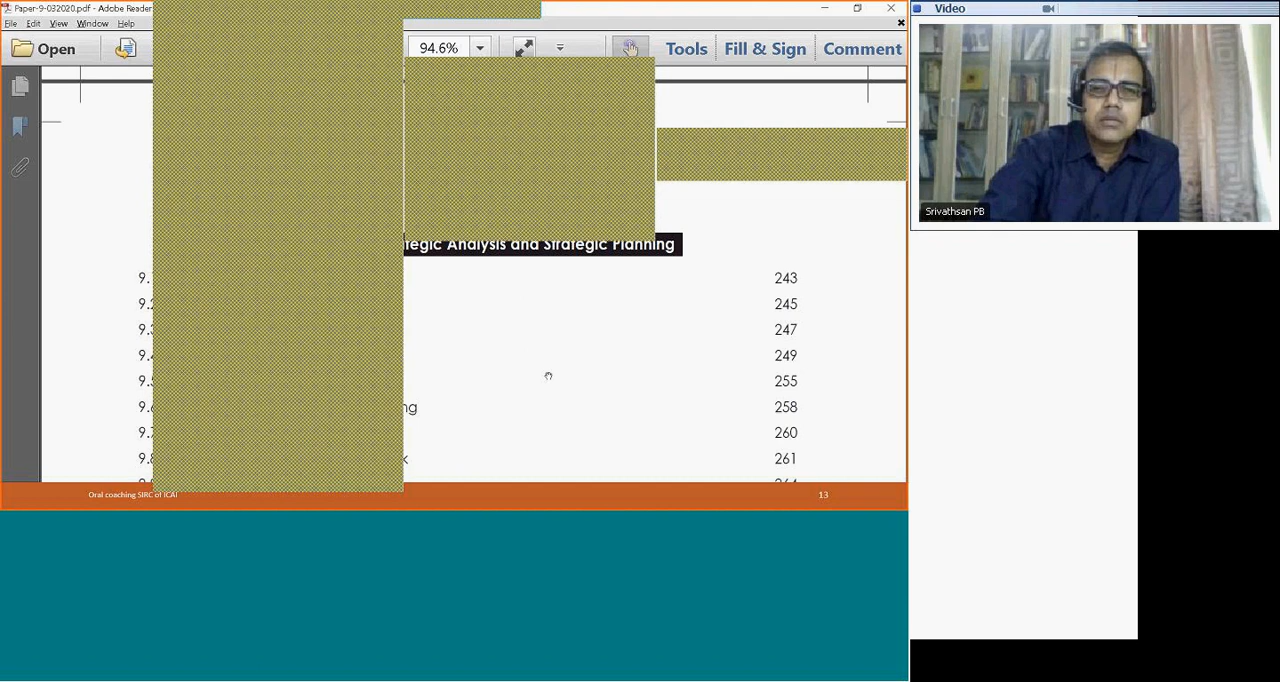 Paper-9-032020.pdf - Adobe Reader
Video
File Edit View Window Help
Open
94.6%
Tools
Fill & Sign
Comment
Srivathsan PB
Analysis and Strategic Planning
243
245
247
249
255
258
260
261
Oral coaching SIRC of ICAI
13